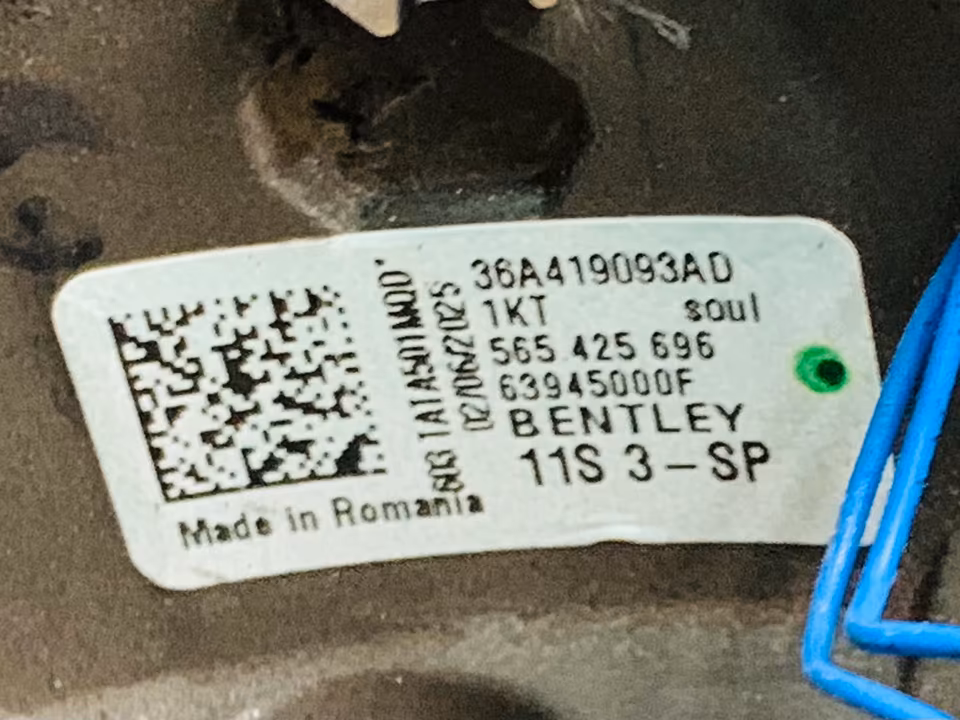 36A419093AD
1KT soul
565 425 696
63945000F
BENTLEY
11S 3-SP
02/06/2025
Made in Romania